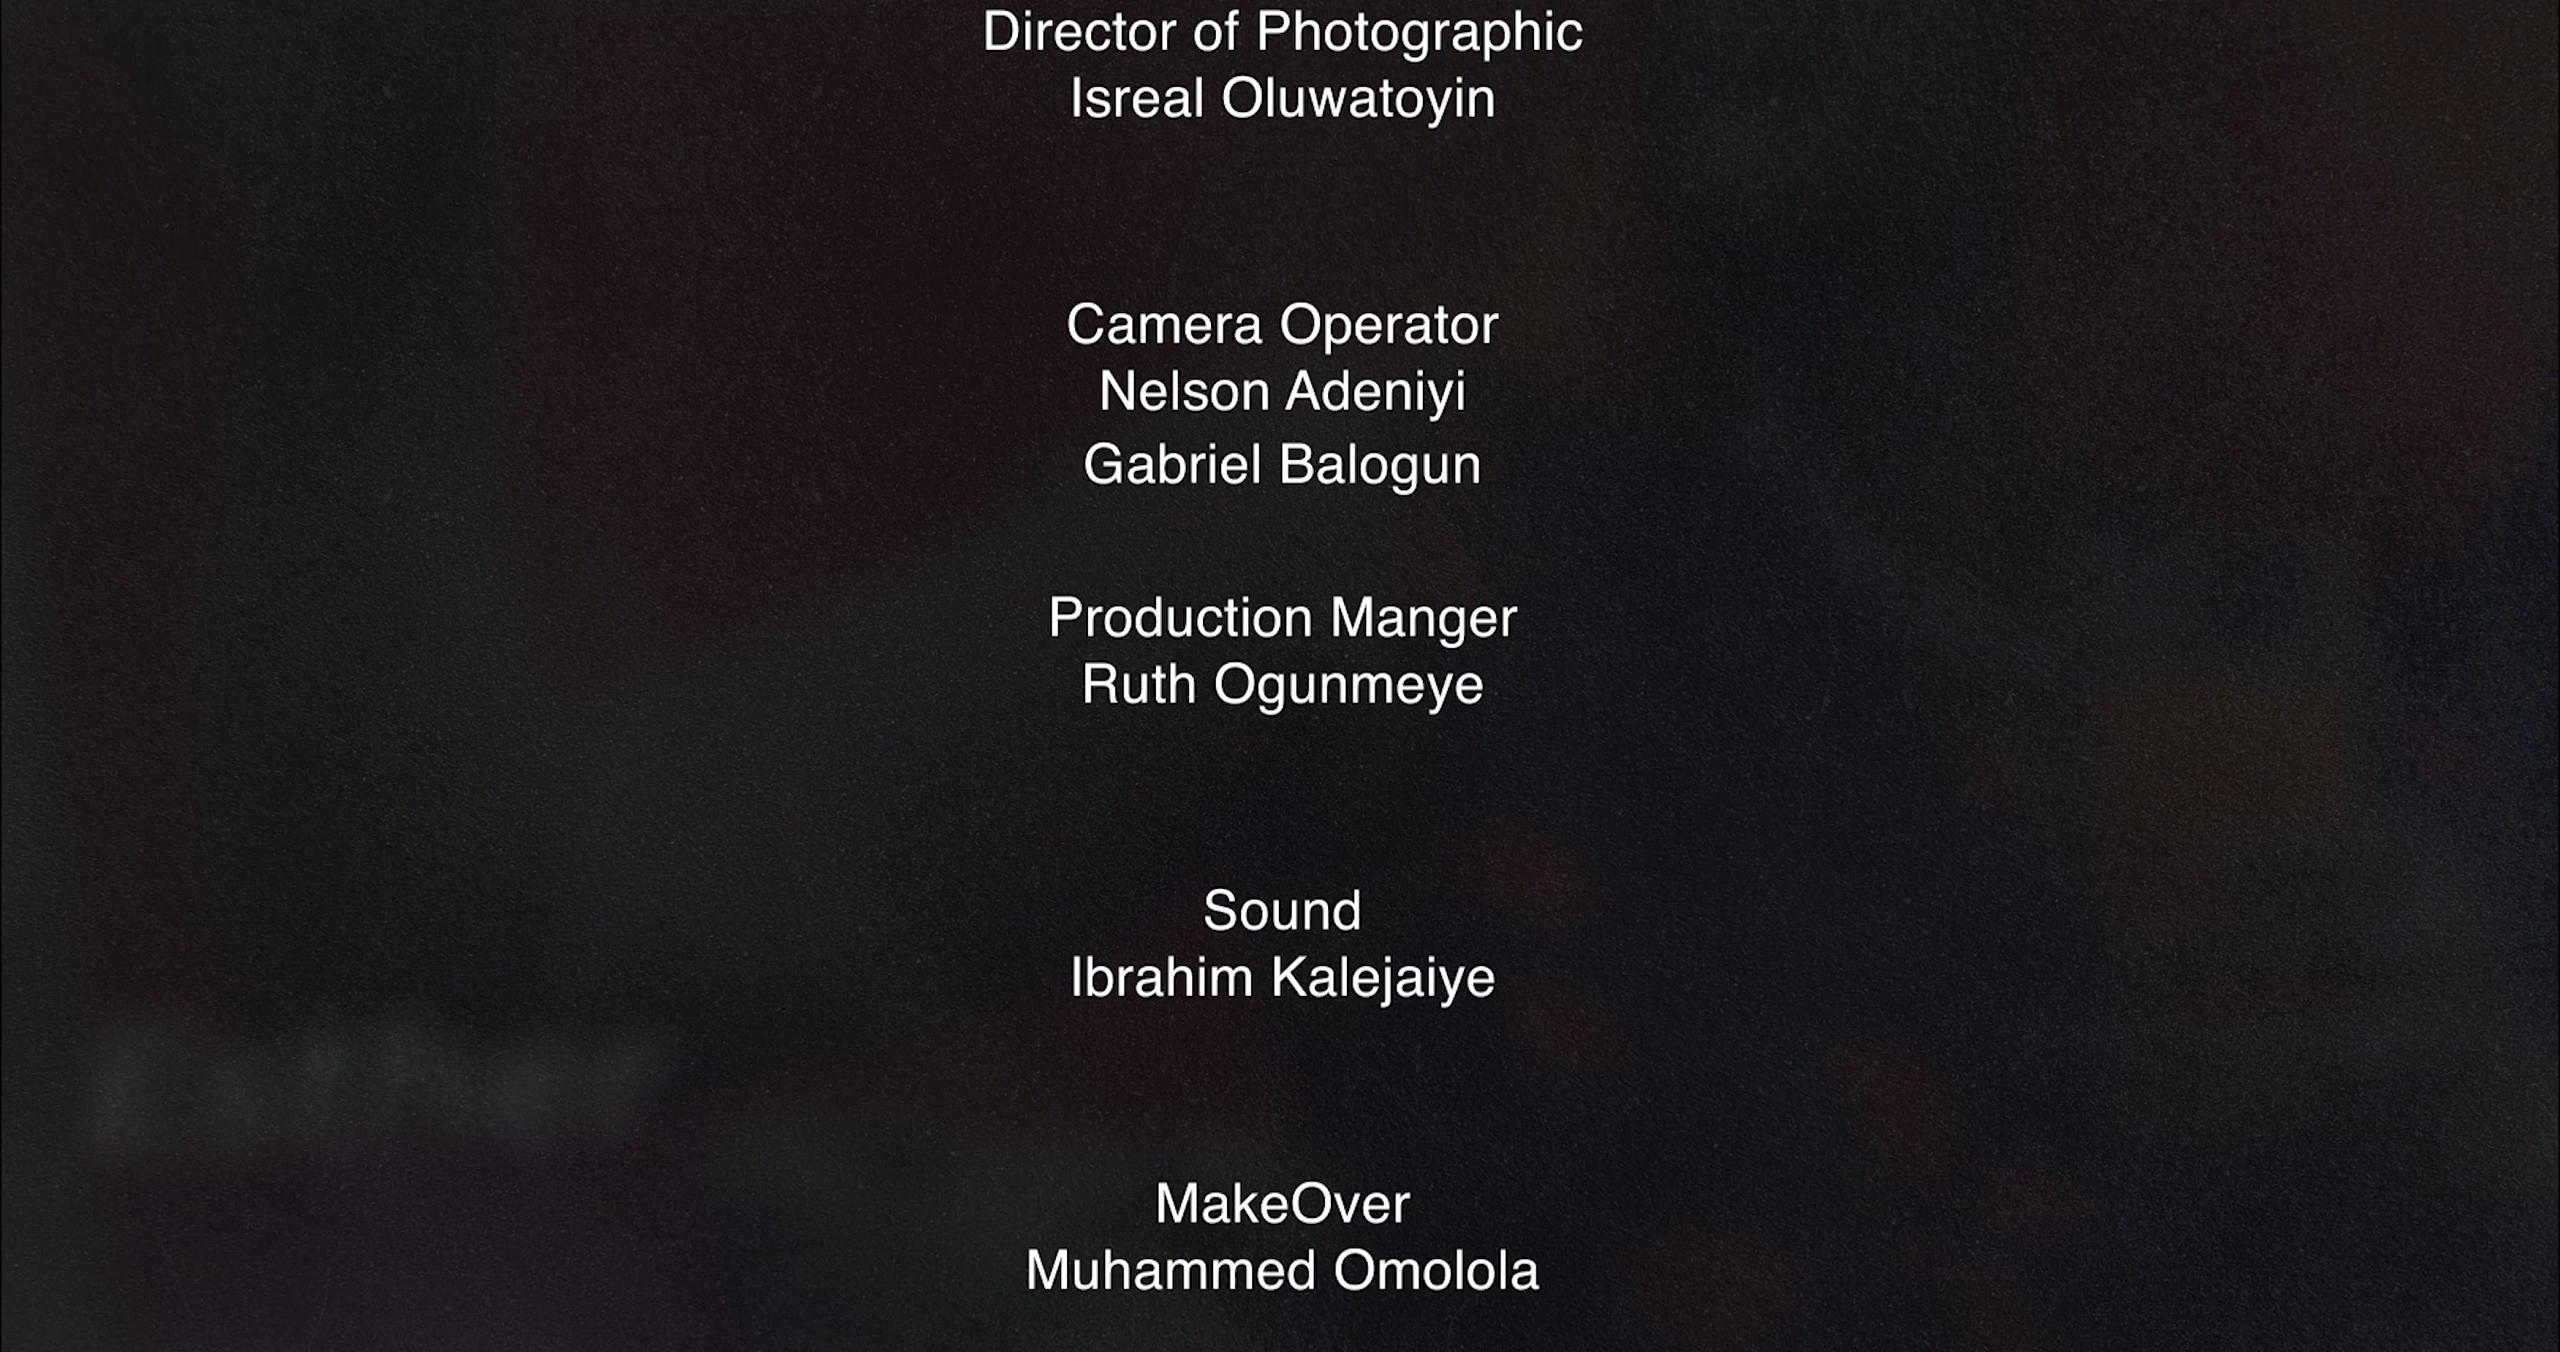 Director of Photographic
Isreal Oluwatoyin
Camera Operator
Nelson Adeniyi
Gabriel Balogun
Production Manger
Ruth Ogunmeye
Sound
Ibrahim Kalejaiye
MakeOver
Muhammed Omolola